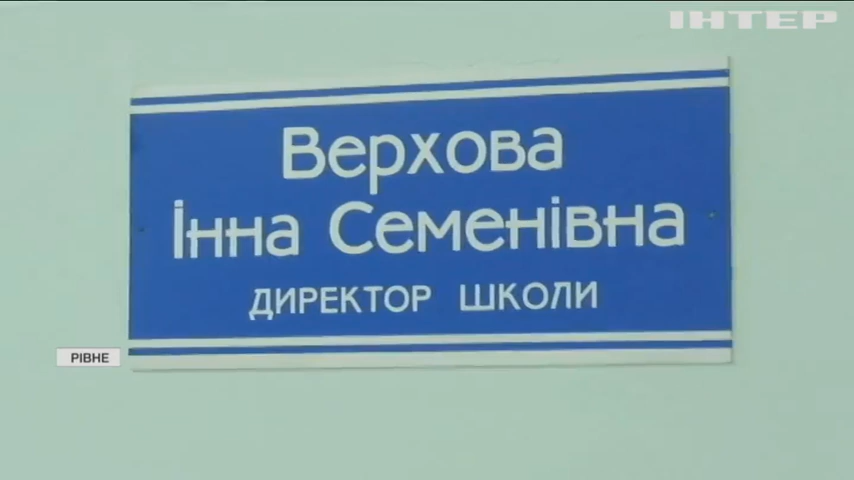 ІНТЕР
Верхова
Інна Семенівна
ДИРЕКТОР ШКОЛИ
РІВНЕ